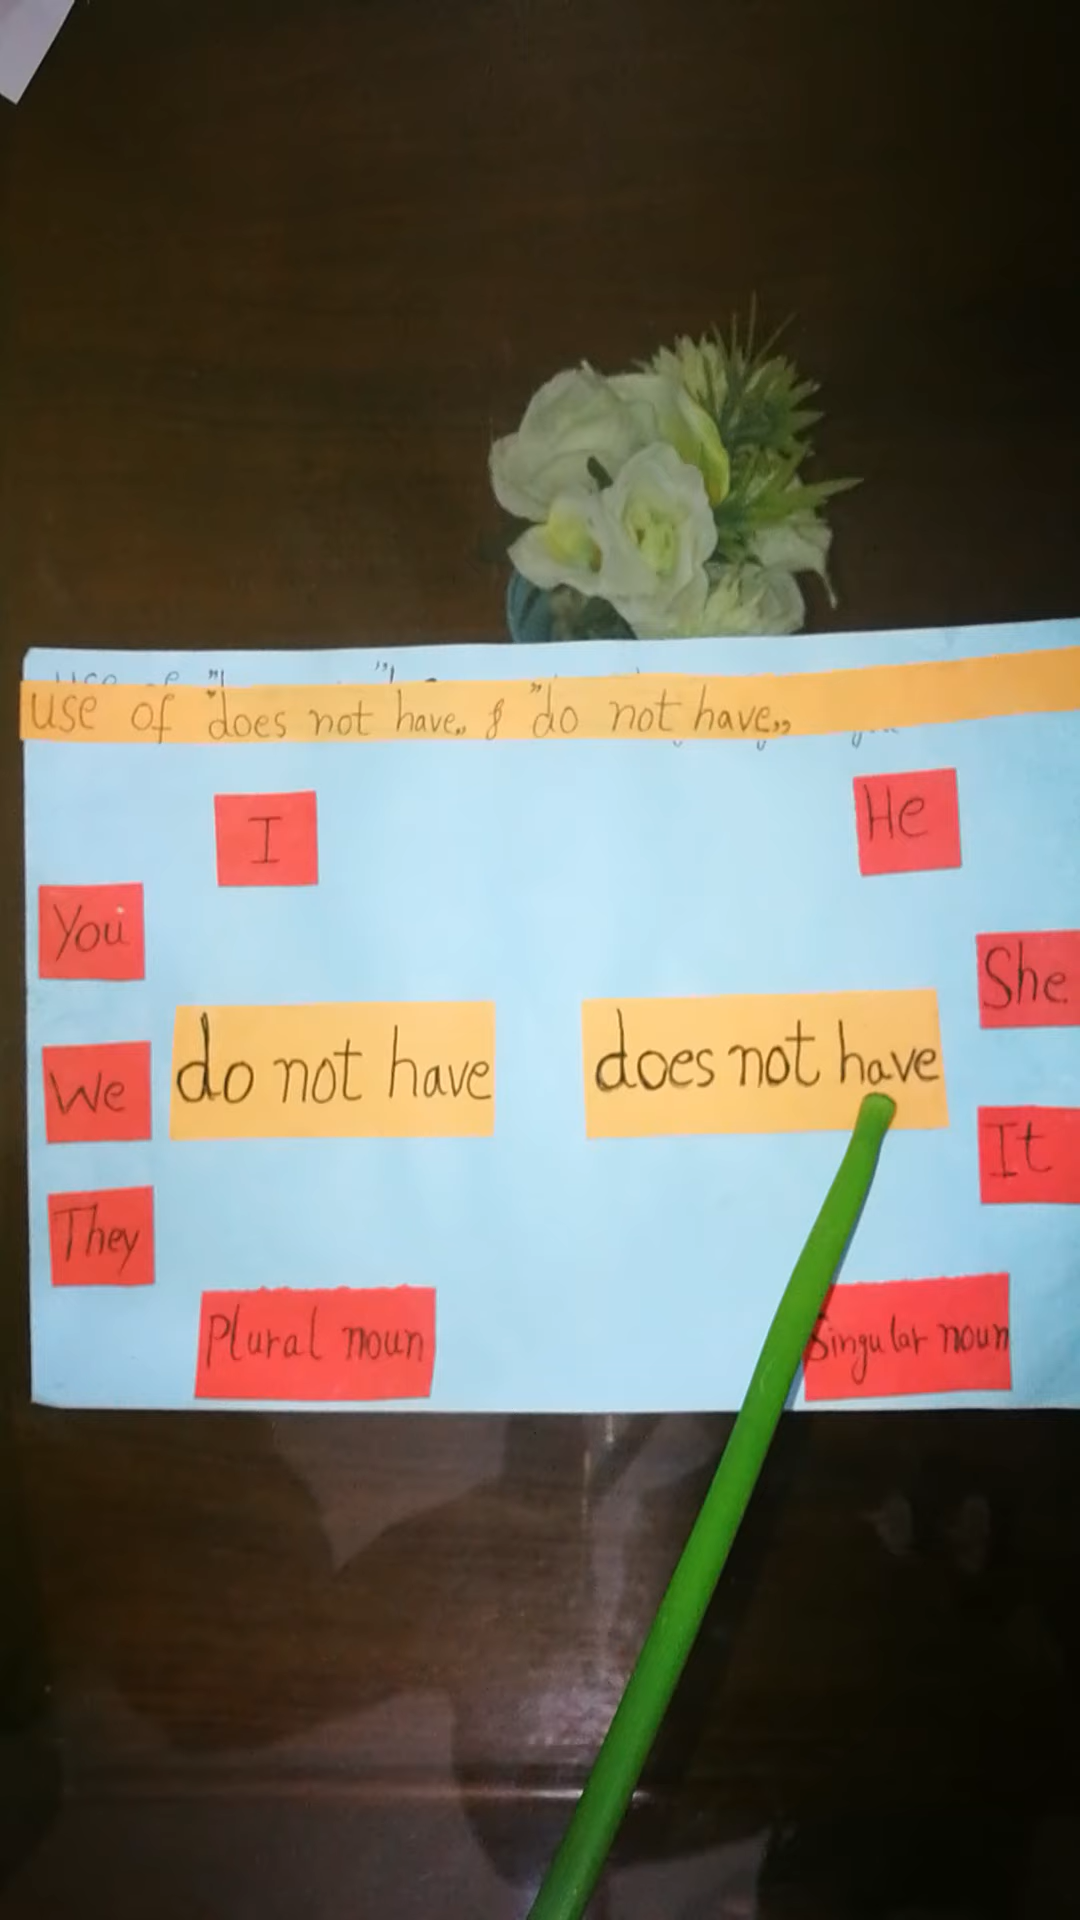 use of "does not have„ & "do not have„
I
He
You
She
do not have
does not have
We
It
They
Plural noun
Singular noun